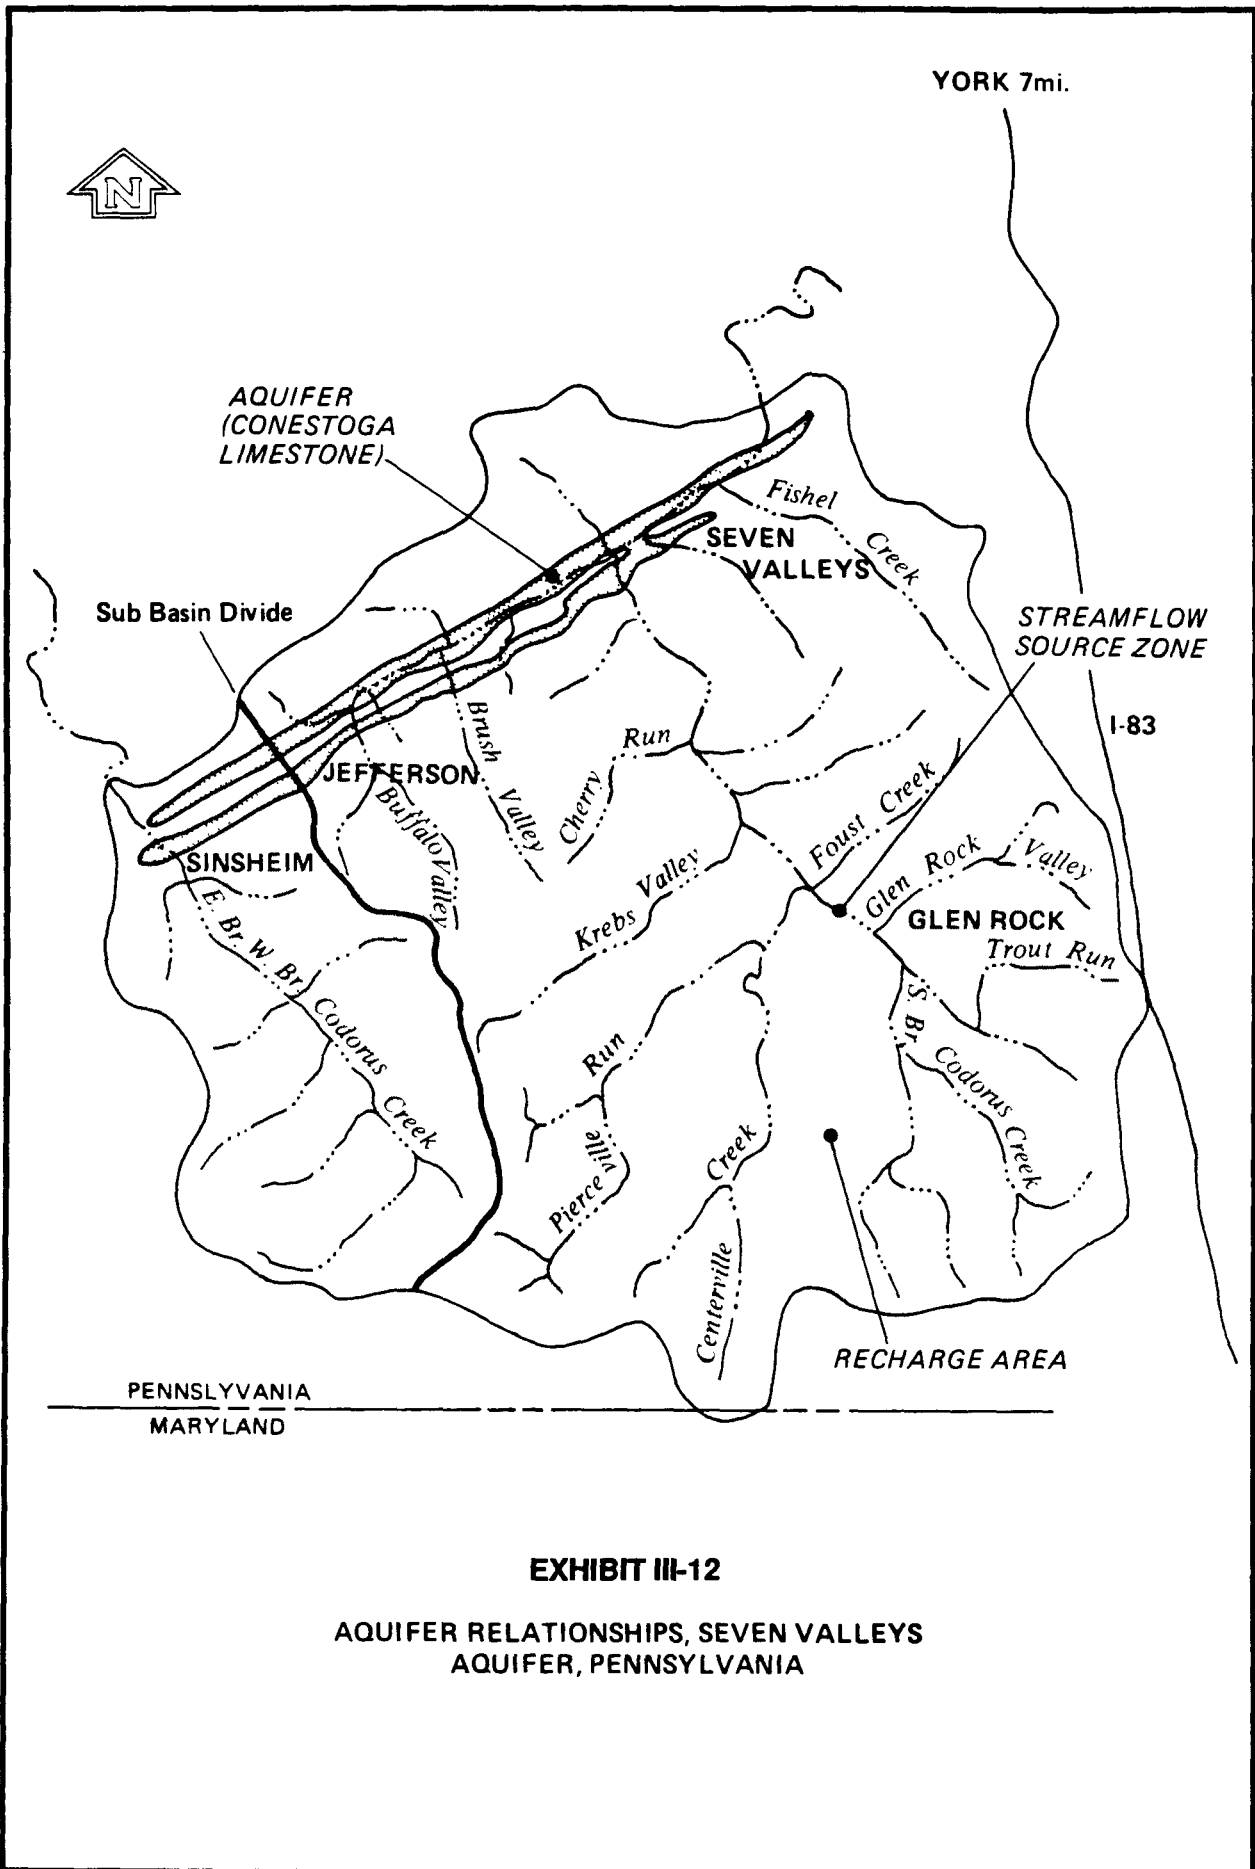 YORK 7mi.
N
AQUIFER
(CONESTOGA
LIMESTONE)
Fishel
Creek
SEVEN
VALLEYS
Sub Basin Divide
STREAMFLOW
SOURCE ZONE
I-83
Brush
Valley
Cherry
Run
JEFFERSON
Buffalo Valley
Foust Creek
SINSHEIM
Krebs Valley
Glen Rock Valley
GLEN ROCK
Trout Run
E. Br. W. Br. Codorus Creek
S. Br. Codorus Creek
Pierceville
Run
Centerville
Creek
RECHARGE AREA
PENNSLYVANIA
MARYLAND
EXHIBIT III-12
AQUIFER RELATIONSHIPS, SEVEN VALLEYS
AQUIFER, PENNSYLVANIA